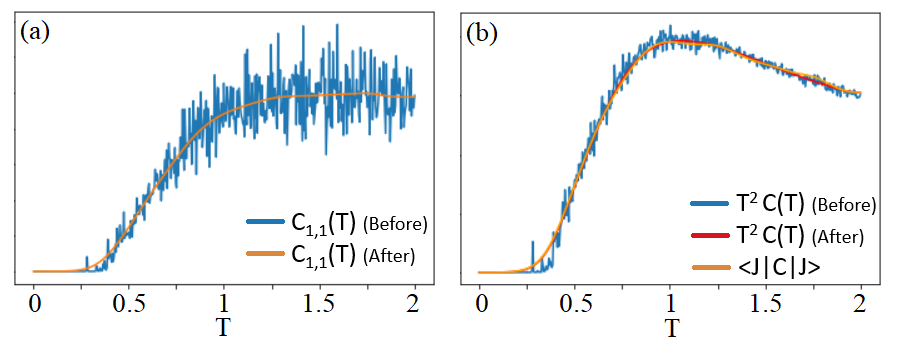 (a)
C₁,₁(T) (Before)
C₁,₁(T) (After)
0 0.5 1 1.5 2
T
(b)
T² C(T) (Before)
T² C(T) (After)
<J|C|J>
0 0.5 1 1.5 2
T